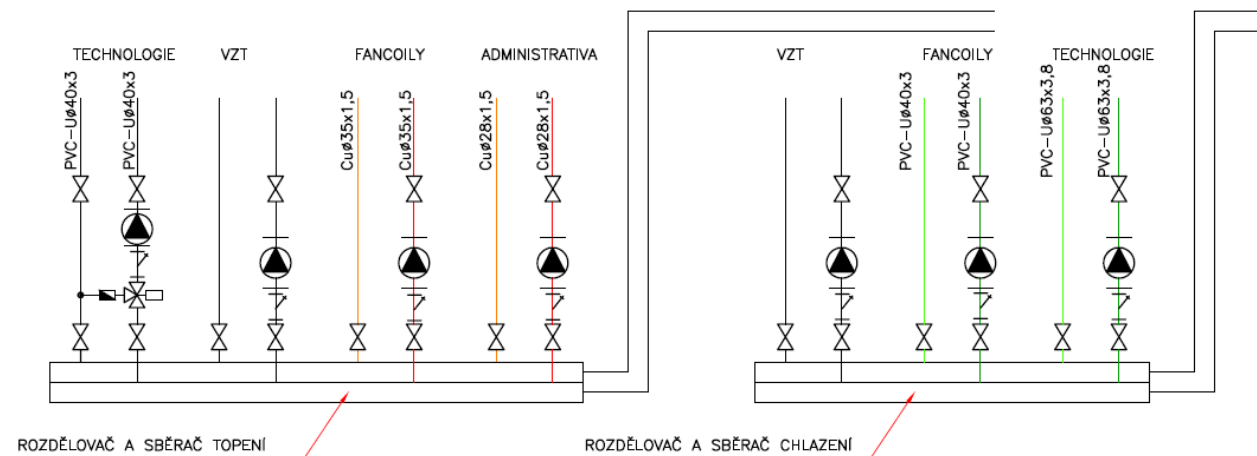 TECHNOLOGIE
VZT
FANCOILY
ADMINISTRATIVA
VZT
FANCOILY
TECHNOLOGIE
PVC-Uø40x3
PVC-Uø40x3
Cuø35x1,5
Cuø35x1,5
Cuø28x1,5
Cuø28x1,5
PVC-Uø40x3
PVC-Uø40x3
PVC-Uø63x3,8
PVC-Uø63x3,8
ROZDĚLOVAČ A SBĚRAČ TOPENÍ
ROZDĚLOVAČ A SBĚRAČ CHLAZENÍ